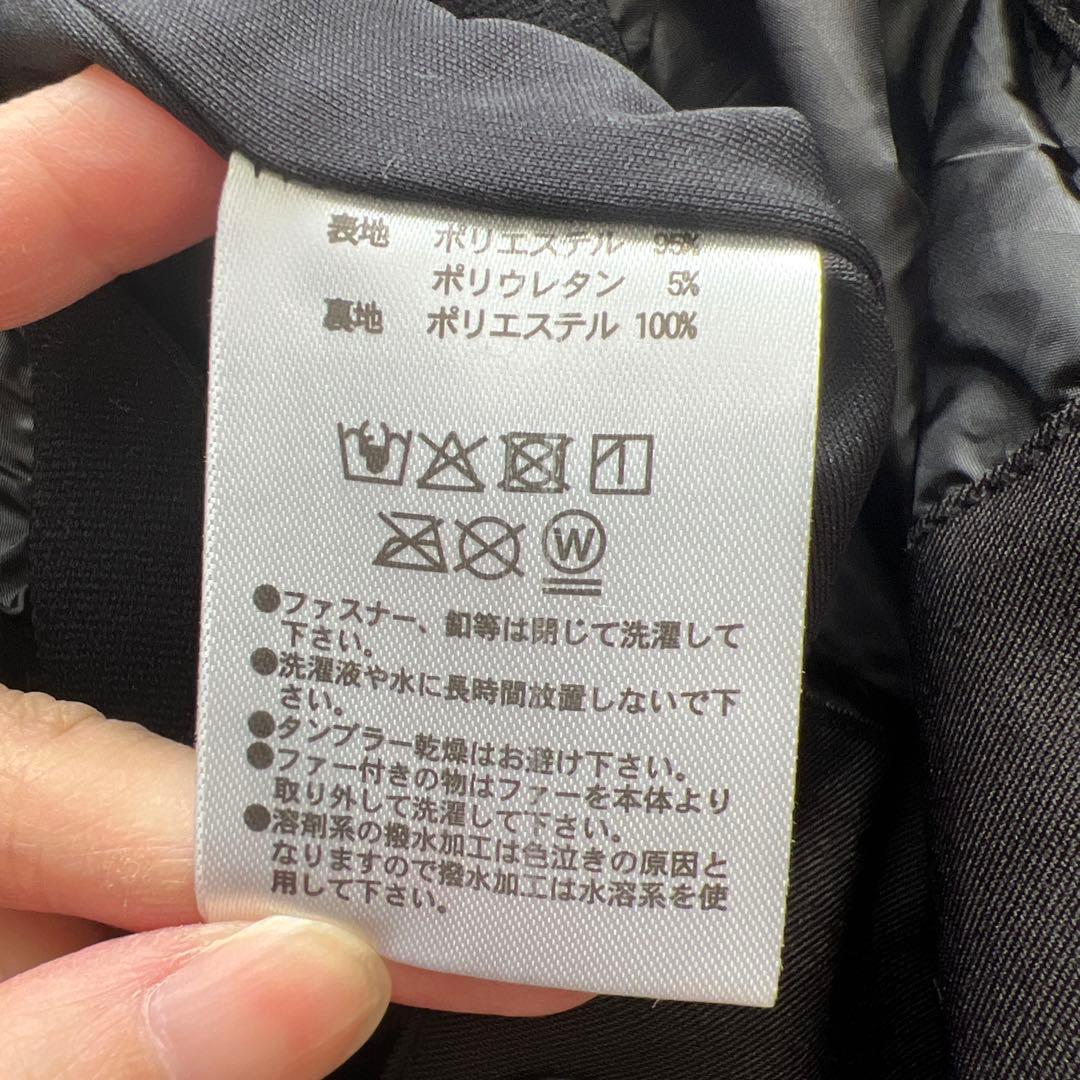 表地 ポリエステル 95%
ポリウレタン 5%
裏地 ポリエステル 100%
W
●ファスナー、釦等は閉じて洗濯して
下さい。
●洗濯液や水に長時間放置しないで下
さい。
●タンブラー乾燥はお避け下さい。
●ファー付きの物はファーを本体より
取り外して洗濯して下さい。
●溶剤系の撥水加工は色泣きの原因と
なりますので撥水加工は水溶系を使
用して下さい。